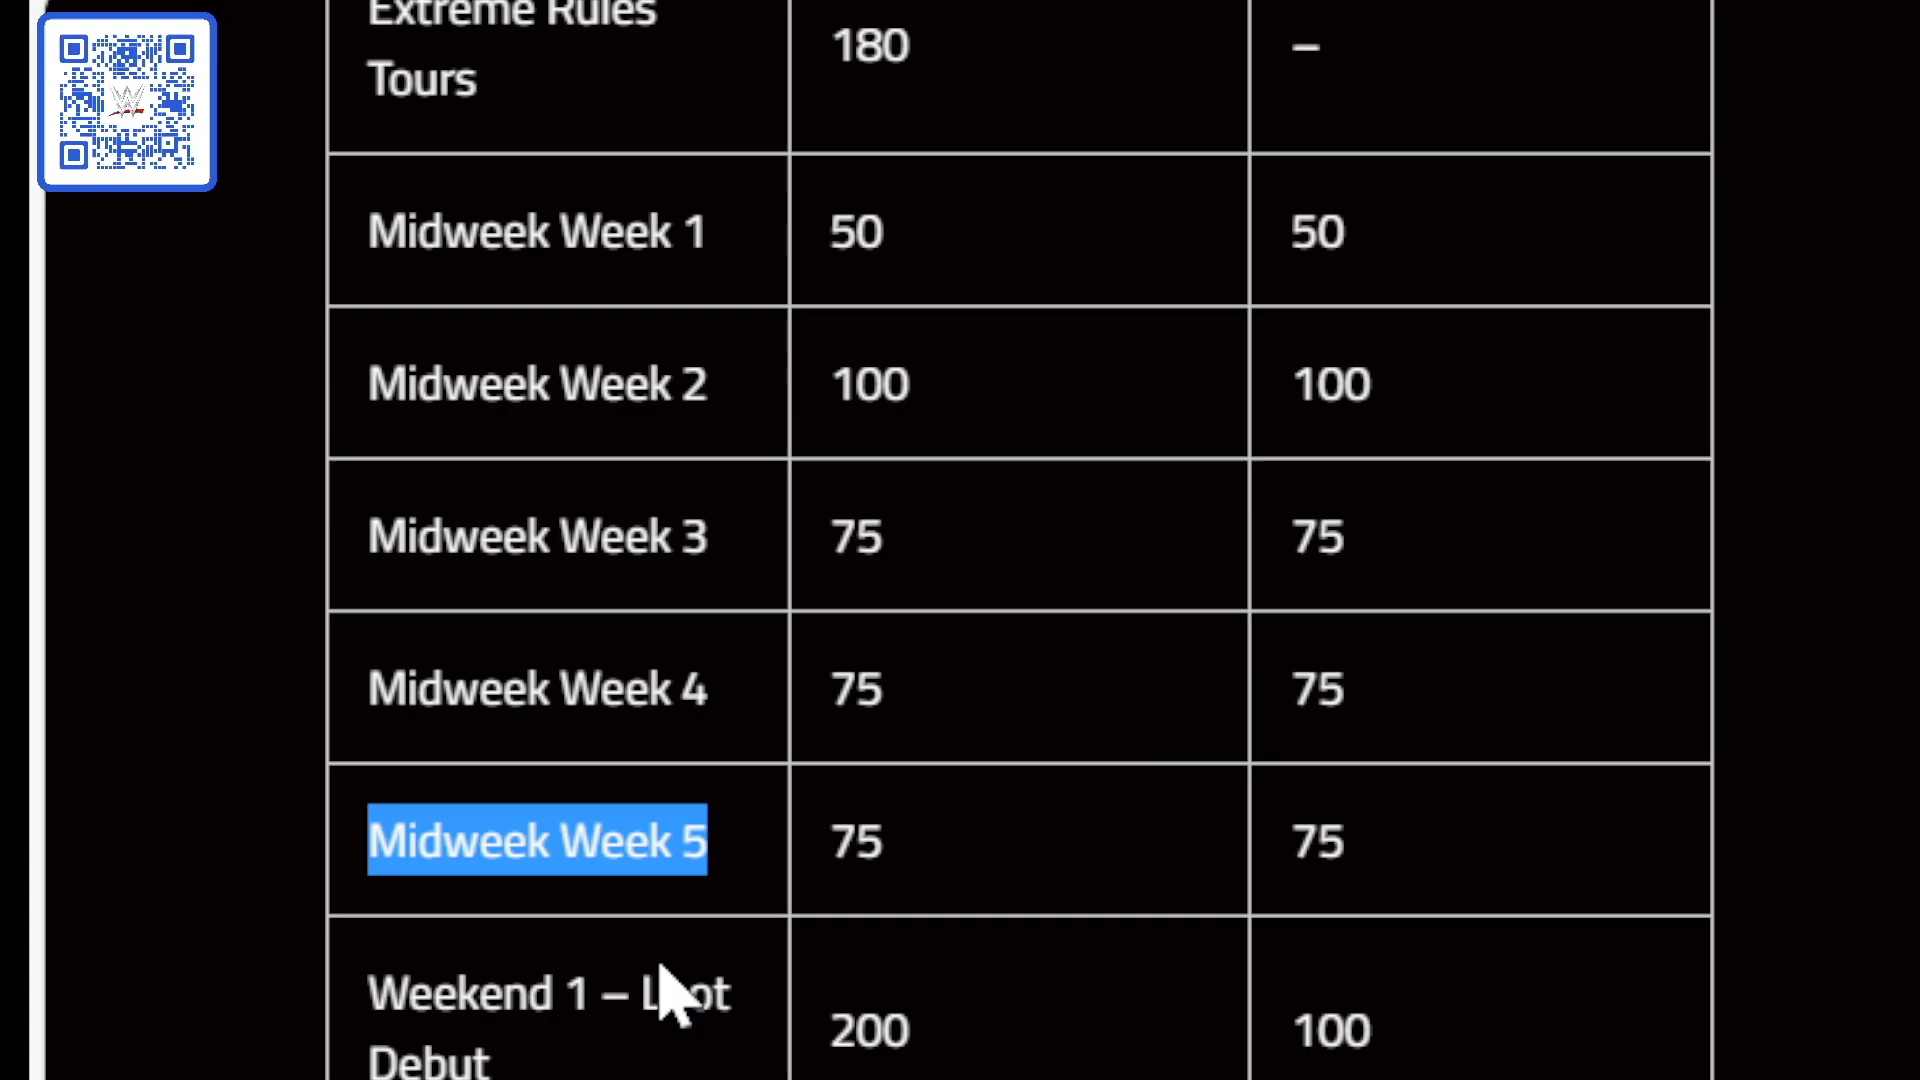 Extreme Rules
Tours
180
–
Midweek Week 1
50
50
Midweek Week 2
100
100
Midweek Week 3
75
75
Midweek Week 4
75
75
Midweek Week 5
75
75
Weekend 1 –
Debut
200
100